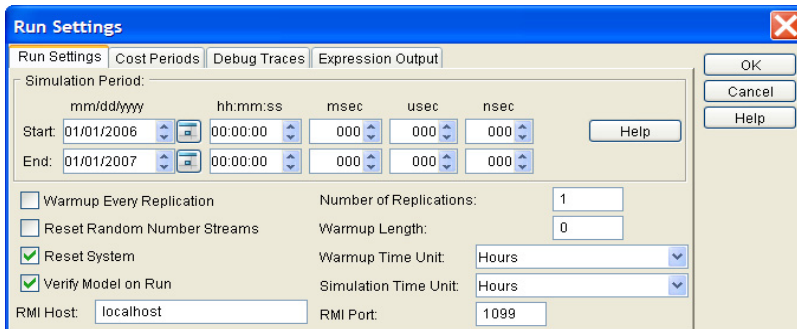 Run Settings
Run Settings Cost Periods Debug Traces Expression Output
OK
Cancel
Help
Simulation Period:
mm/dd/yyyy hh:mm:ss msec usec nsec
Start: 01/01/2006 00:00:00 000 000 000 Help
End: 01/01/2007 00:00:00 000 000 000
Warmup Every Replication Number of Replications: 1
Reset Random Number Streams Warmup Length: 0
Reset System Warmup Time Unit: Hours
Verify Model on Run Simulation Time Unit: Hours
RMI Host: localhost RMI Port: 1099